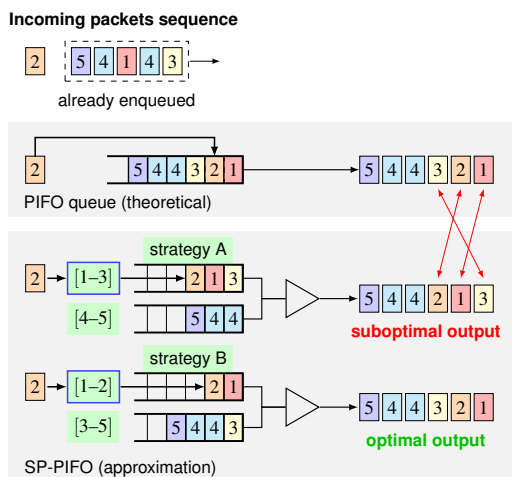 Incoming packets sequence
2 5 4 1 4 3
already enqueued
2 5 4 4 3 2 1 5 4 4 3 2 1
PIFO queue (theoretical)
strategy A
2 [1–3] 2 1 3
5 4 4 2 1 3
[4–5] 5 4 4
suboptimal output
strategy B
2 [1–2] 2 1
5 4 4 3 2 1
[3–5] 5 4 4 3
optimal output
SP-PIFO (approximation)